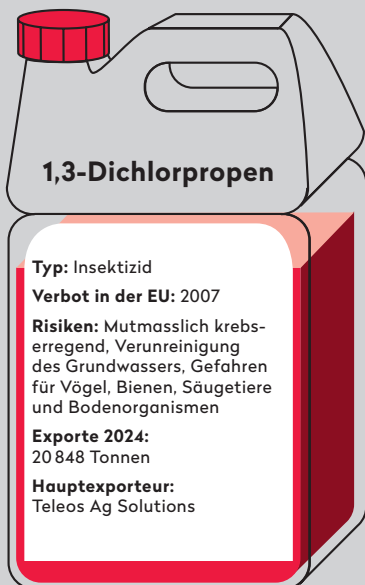 1,3-Dichlorpropen
Typ: Insektizid
Verbot in der EU: 2007
Risiken: Mutmasslich krebs-
erregend, Verunreinigung
des Grundwassers, Gefahren
für Vögel, Bienen, Säugetiere
und Bodenorganismen
Exporte 2024:
20 848 Tonnen
Hauptexporteur:
Teleos Ag Solutions